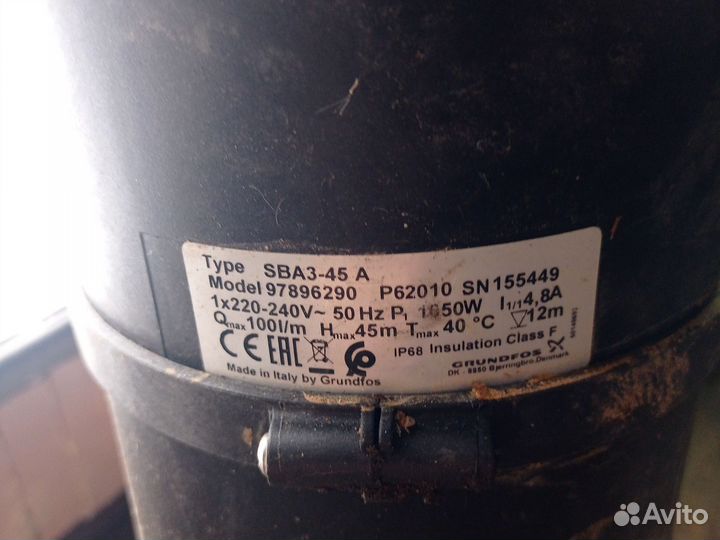 Type SBA3-45 A
Model 97896290 P62010 SN155449
1x220-240V~ 50 Hz P₁ 1050W I₁/₁ 4,8A
Qmax 100l/m Hmax 45m Tmax 40 °C 12m
CE EAC IP68 Insulation Class F
Made in Italy by Grundfos
GRUNDFOS X
DK - 8850 Bjerringbro, Denmark
Avito